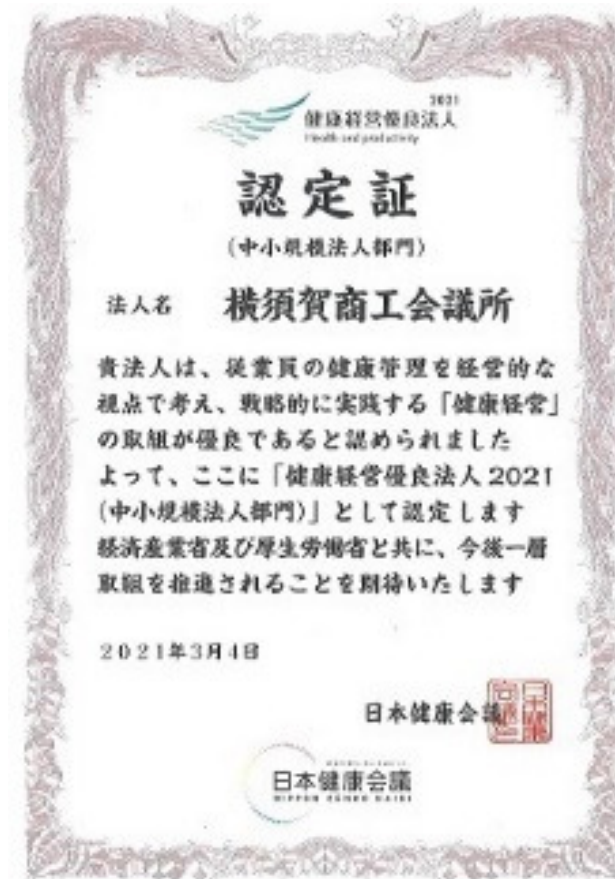 2021
健康経営優良法人
Health and productivity
認定証
(中小規模法人部門)
法人名 横須賀商工会議所
貴法人は、従業員の健康管理を経営的な
視点で考え、戦略的に実践する「健康経営」
の取組が優良であると認められました
よって、ここに「健康経営優良法人2021
(中小規模法人部門)」として認定します
経済産業省及び厚生労働省と共に、今後一層
取組を推進されることを期待いたします
2021年3月4日
日本健康会議
日本健康会議
NIPPON KENKO KAIGI